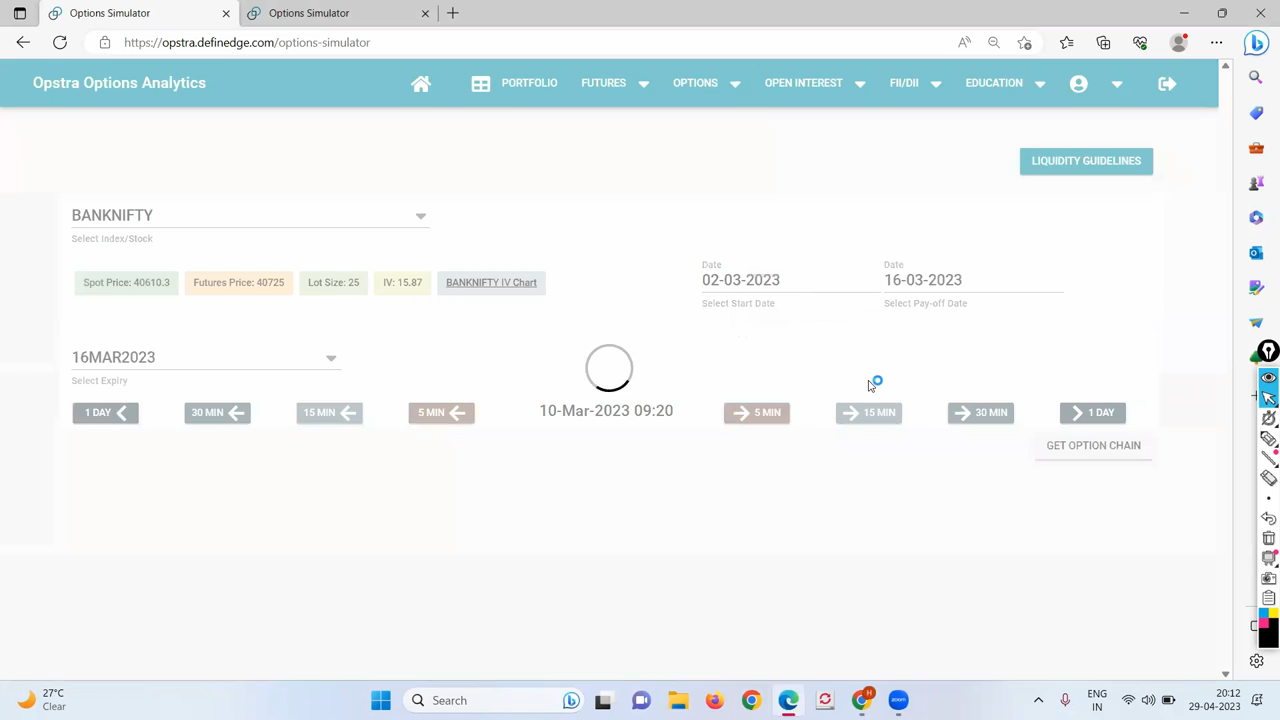 Options Simulator
Options Simulator
https://opstra.definedge.com/options-simulator
Opstra Options Analytics
PORTFOLIO
FUTURES
OPTIONS
OPEN INTEREST
FII/DII
EDUCATION
LIQUIDITY GUIDELINES
BANKNIFTY
Select Index/Stock
Spot Price: 40610.3
Futures Price: 40725
Lot Size: 25
IV: 15.87
BANKNIFTY IV Chart
Date
02-03-2023
Select Start Date
Date
16-03-2023
Select Pay-off Date
16MAR2023
Select Expiry
1 DAY
30 MIN
15 MIN
5 MIN
10-Mar-2023 09:20
5 MIN
15 MIN
30 MIN
1 DAY
GET OPTION CHAIN
27°C
Clear
Search
H
zoom
ENG
IN
20:12
29-04-2023